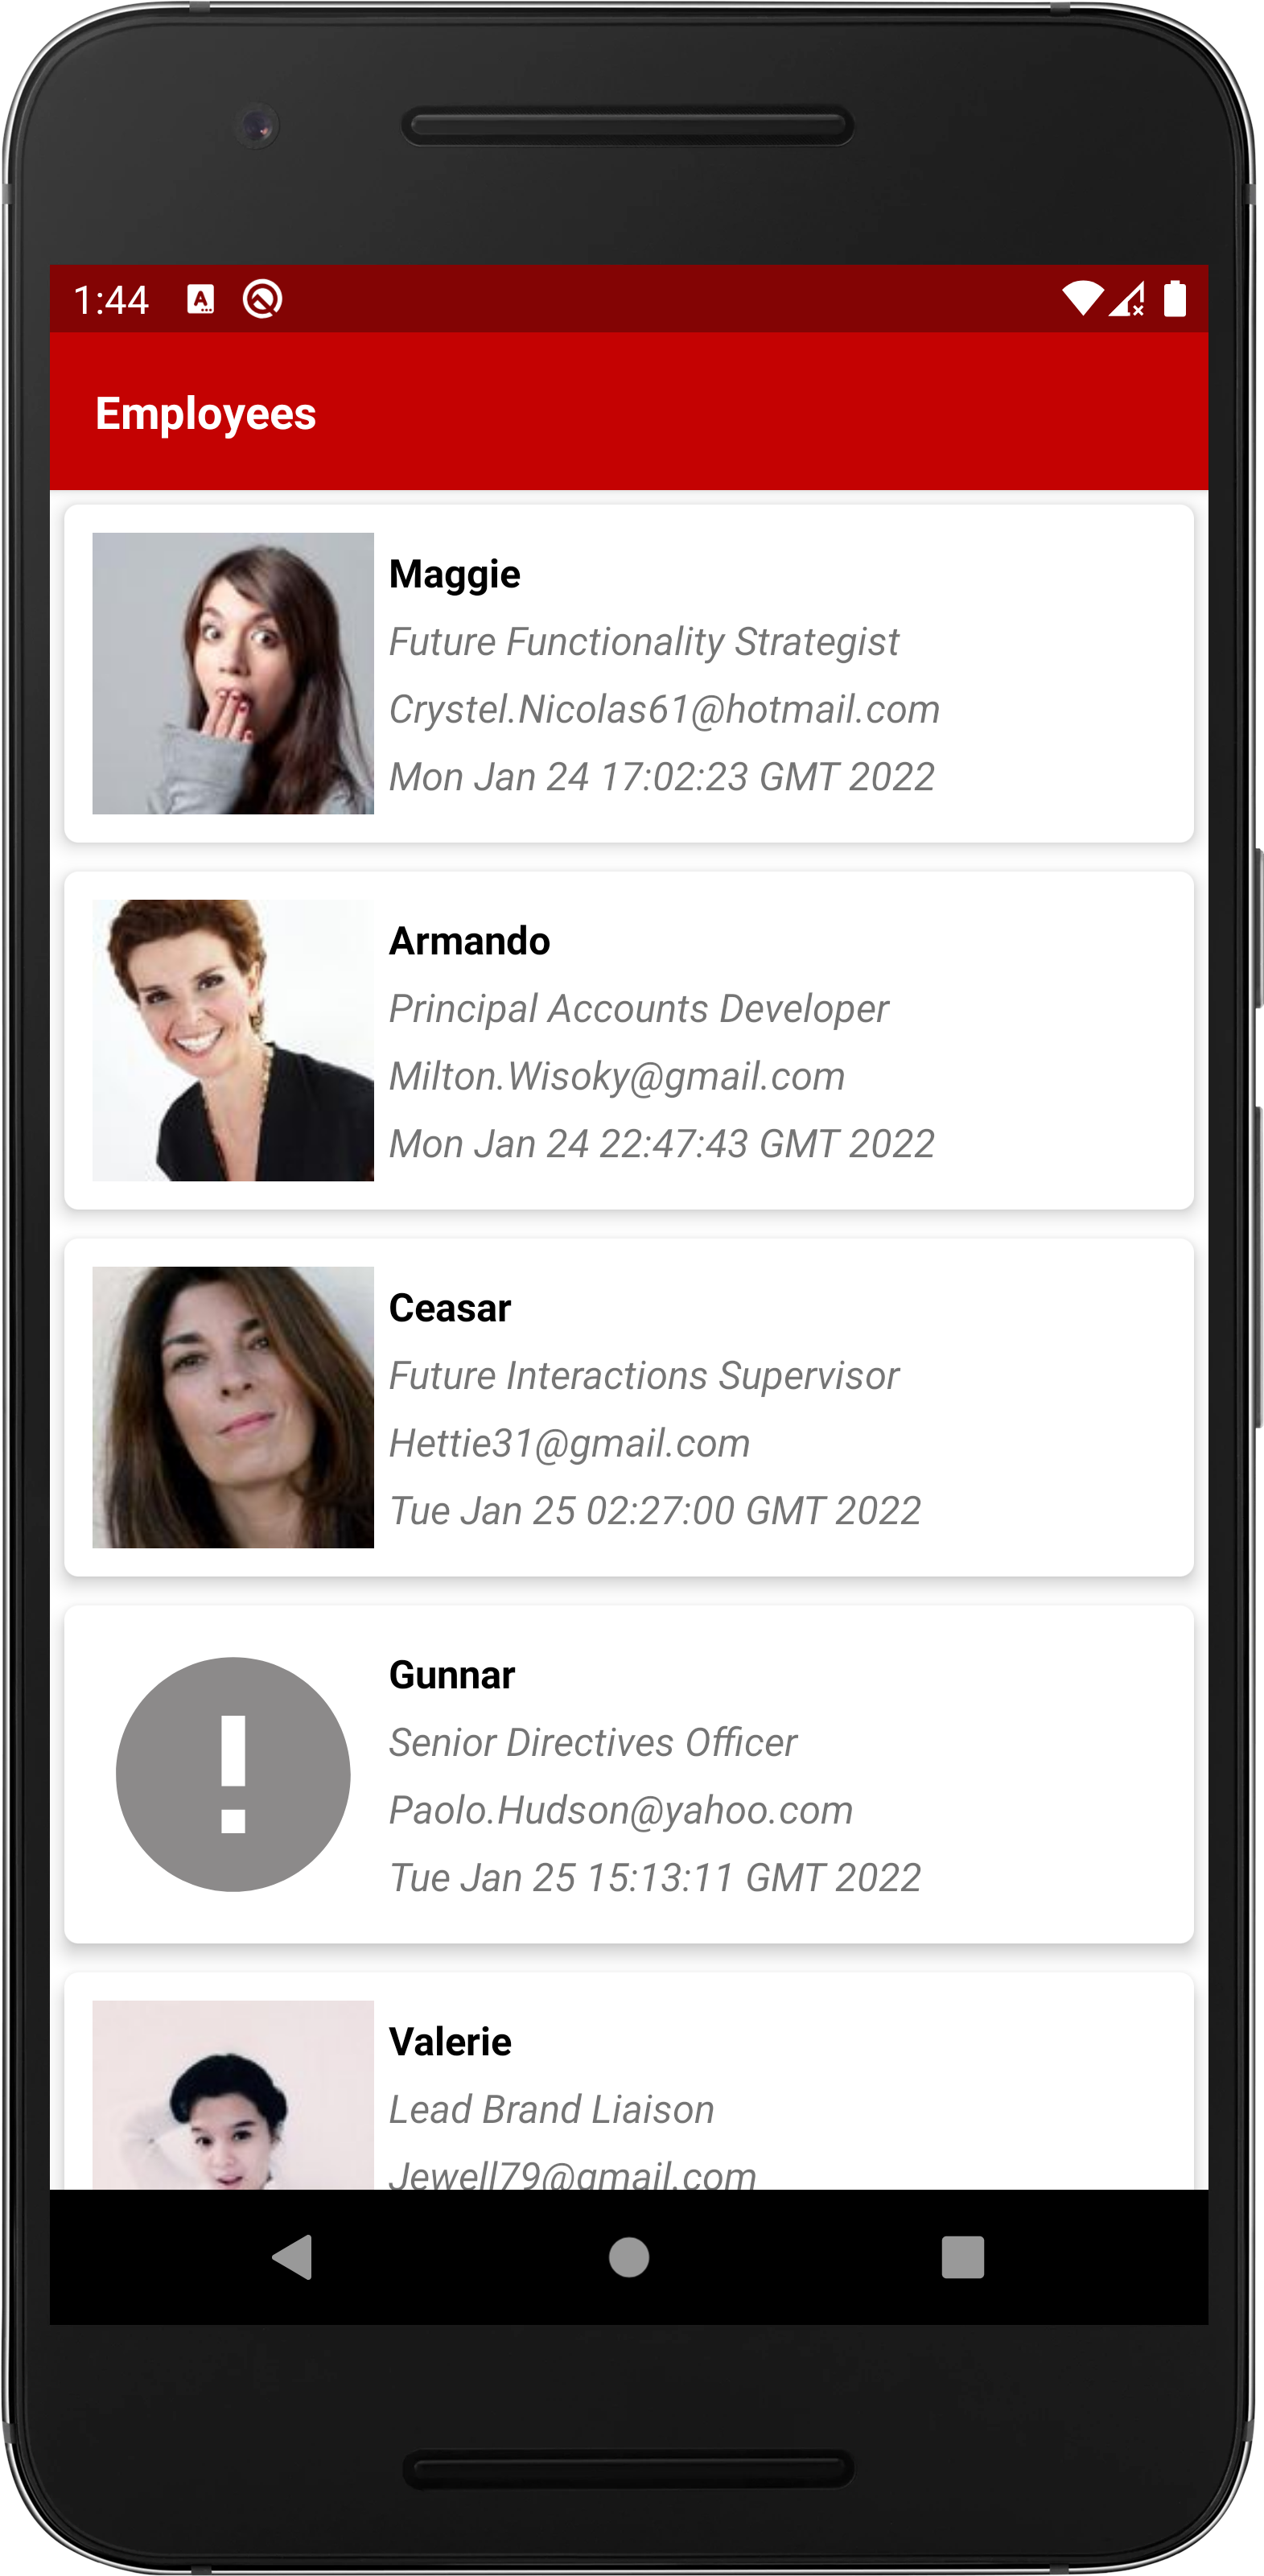 1:44
Employees
Maggie
Future Functionality Strategist
Crystel.Nicolas61@hotmail.com
Mon Jan 24 17:02:23 GMT 2022
Armando
Principal Accounts Developer
Milton.Wisoky@gmail.com
Mon Jan 24 22:47:43 GMT 2022
Ceasar
Future Interactions Supervisor
Hettie31@gmail.com
Tue Jan 25 02:27:00 GMT 2022
Gunnar
Senior Directives Officer
Paolo.Hudson@yahoo.com
Tue Jan 25 15:13:11 GMT 2022
Valerie
Lead Brand Liaison
Jewell79@gmail.com